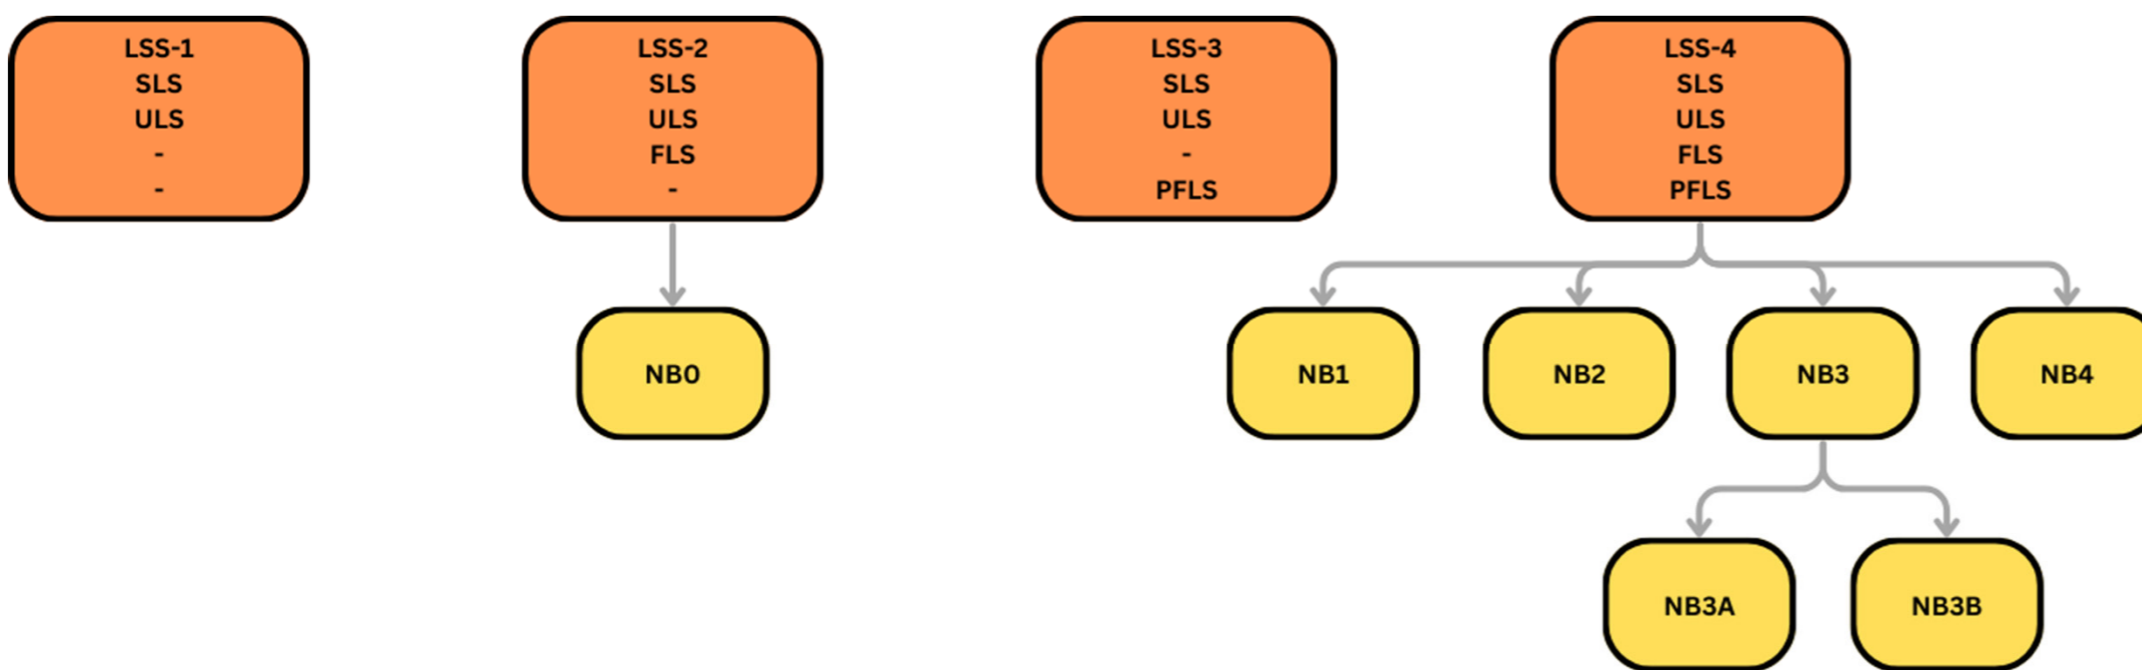 LSS-1
SLS
ULS
-
-
LSS-2
SLS
ULS
FLS
-
LSS-3
SLS
ULS
-
PFLS
LSS-4
SLS
ULS
FLS
PFLS
NB0
NB1
NB2
NB3
NB4
NB3A
NB3B